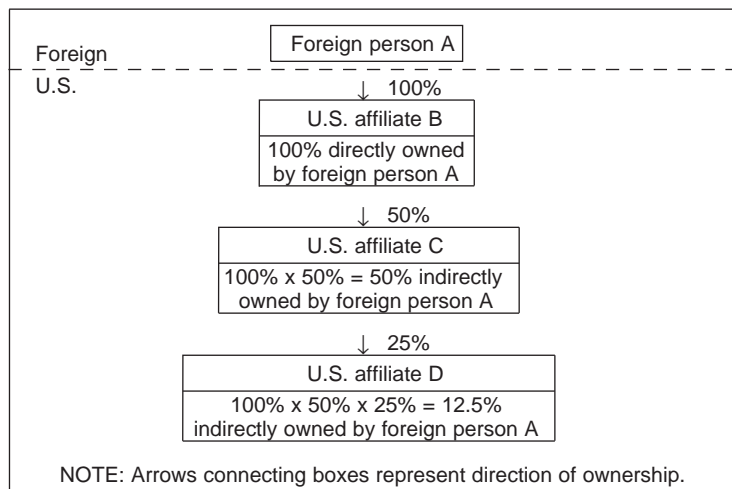 Foreign person A
Foreign
U.S.
↓ 100%
U.S. affiliate B
100% directly owned
by foreign person A
↓ 50%
U.S. affiliate C
100% x 50% = 50% indirectly
owned by foreign person A
↓ 25%
U.S. affiliate D
100% x 50% x 25% = 12.5%
indirectly owned by foreign person A
NOTE: Arrows connecting boxes represent direction of ownership.